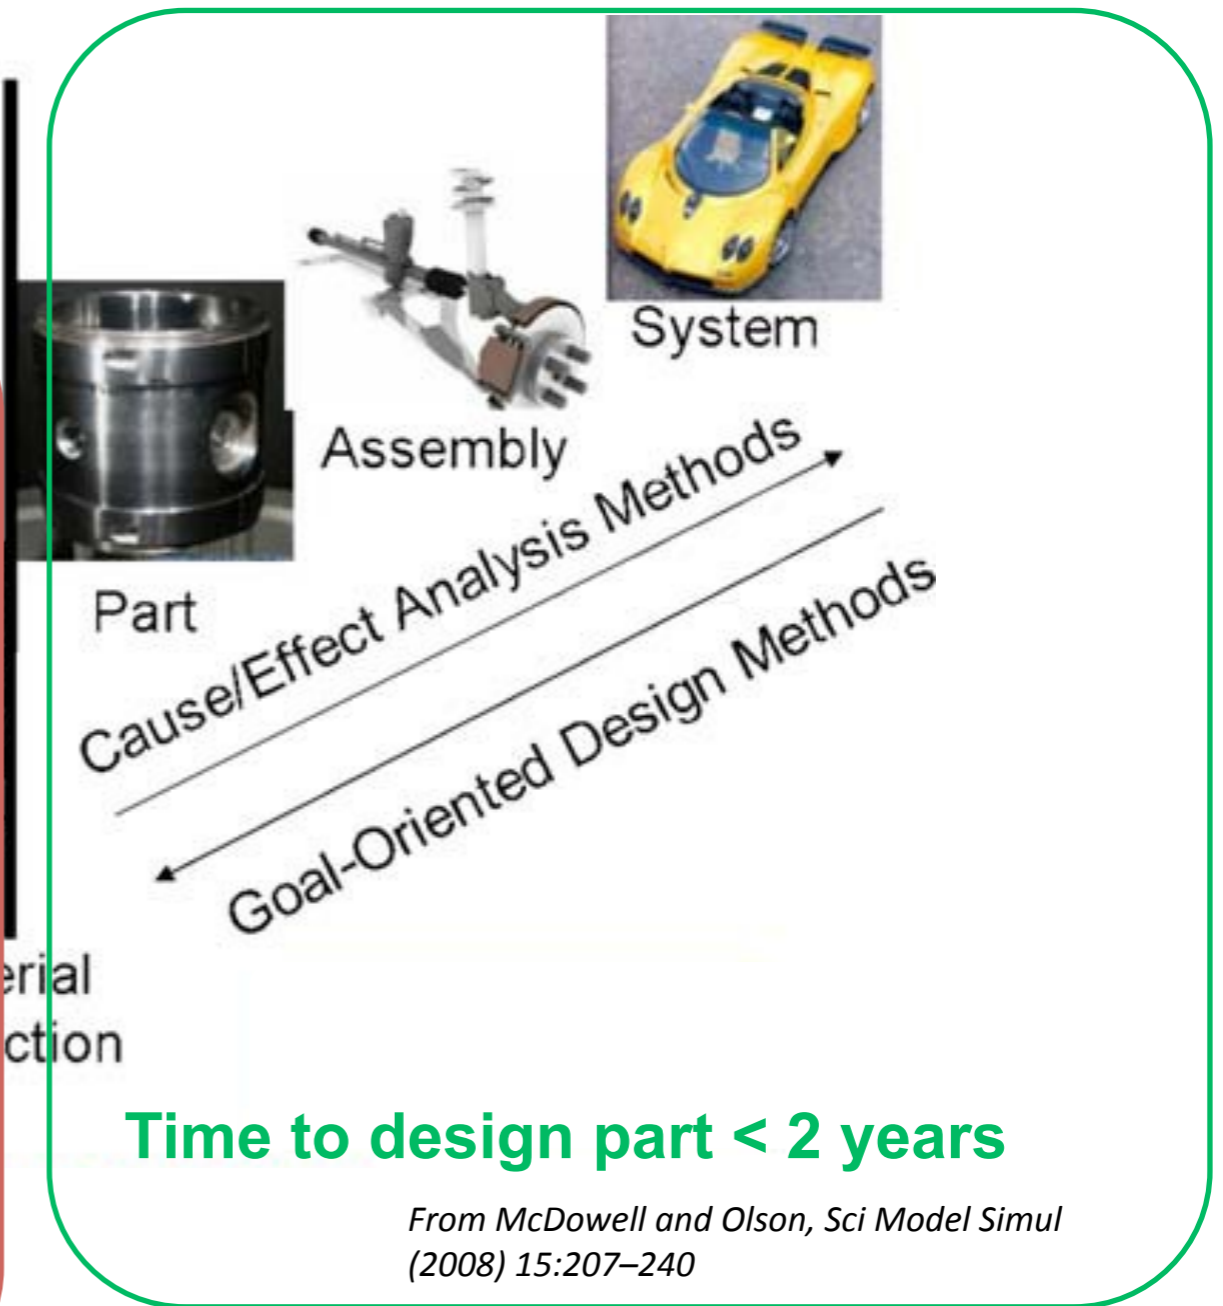 System
Assembly
Part
Cause/Effect Analysis Methods
Goal-Oriented Design Methods
erial
ction
Time to design part < 2 years
From McDowell and Olson, Sci Model Simul
(2008) 15:207–240